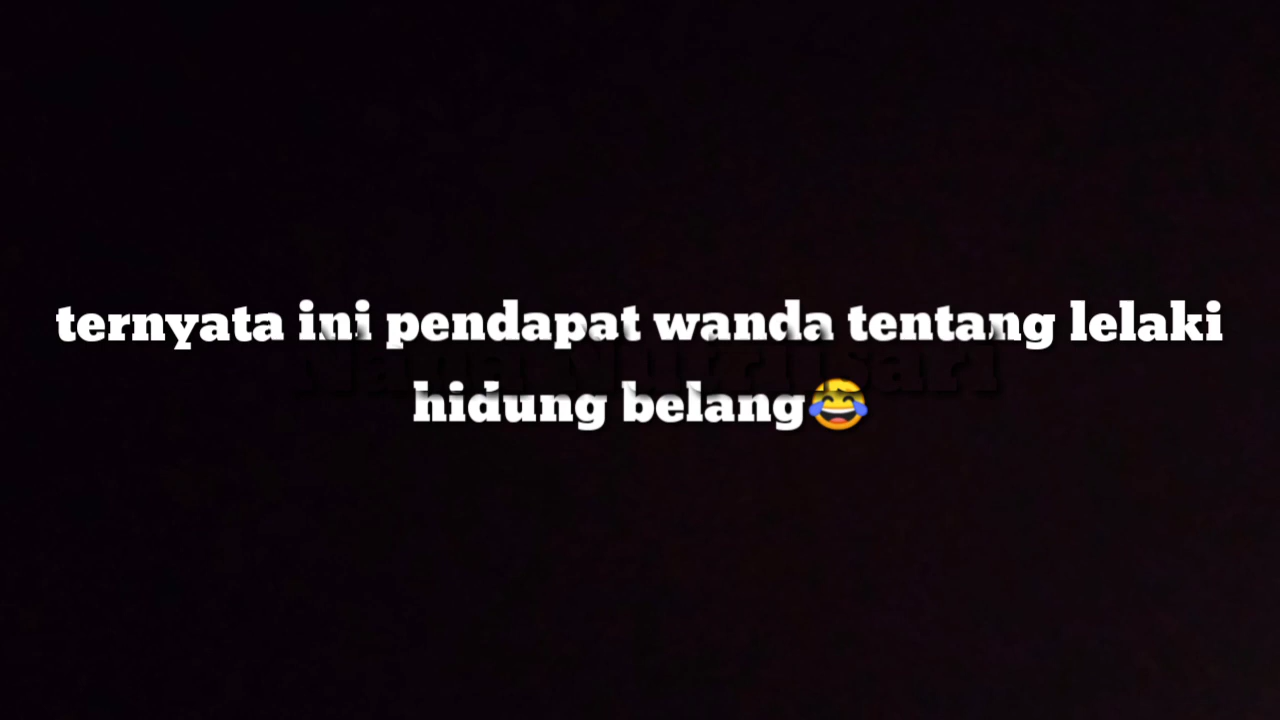 ternyata ini pendapat wanda tentang lelaki
hidung belang😂